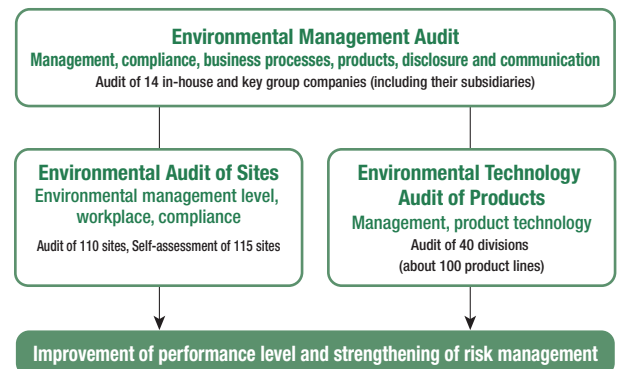 Environmental Management Audit
Management, compliance, business processes, products, disclosure and communication
Audit of 14 in-house and key group companies (including their subsidiaries)
Environmental Audit of Sites
Environmental management level,
workplace, compliance
Audit of 110 sites, Self-assessment of 115 sites
Environmental Technology
Audit of Products
Management, product technology
Audit of 40 divisions
(about 100 product lines)
Improvement of performance level and strengthening of risk management